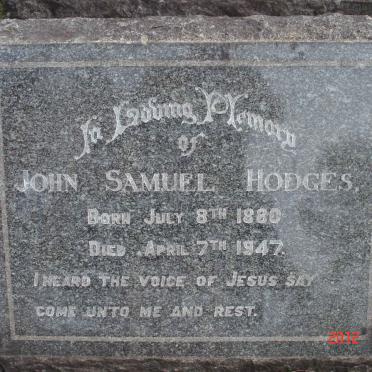 In Loving Memory
of
JOHN SAMUEL HODGES.
BORN JULY 8TH 1880
DIED APRIL 7TH 1947.
I HEARD THE VOICE OF JESUS SAY
COME UNTO ME AND REST.
2012